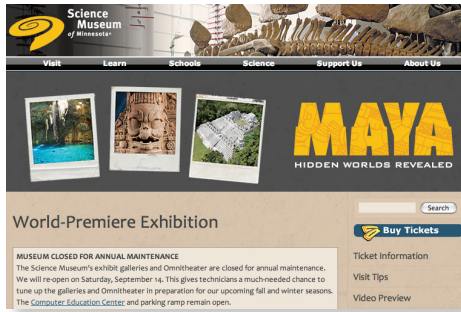 Science
Museum
of Minnesota®
Visit Learn Schools Science Support Us About Us
MAYA
HIDDEN WORLDS REVEALED
Search
World-Premiere Exhibition
Buy Tickets
MUSEUM CLOSED FOR ANNUAL MAINTENANCE
The Science Museum's exhibit galleries and Omnitheater are closed for annual maintenance.
We will re-open on Saturday, September 14. This gives technicians a much-needed chance to
tune up the galleries and Omnitheater in preparation for our upcoming fall and winter seasons.
The Computer Education Center and parking ramp remain open.
Ticket Information
Visit Tips
Video Preview